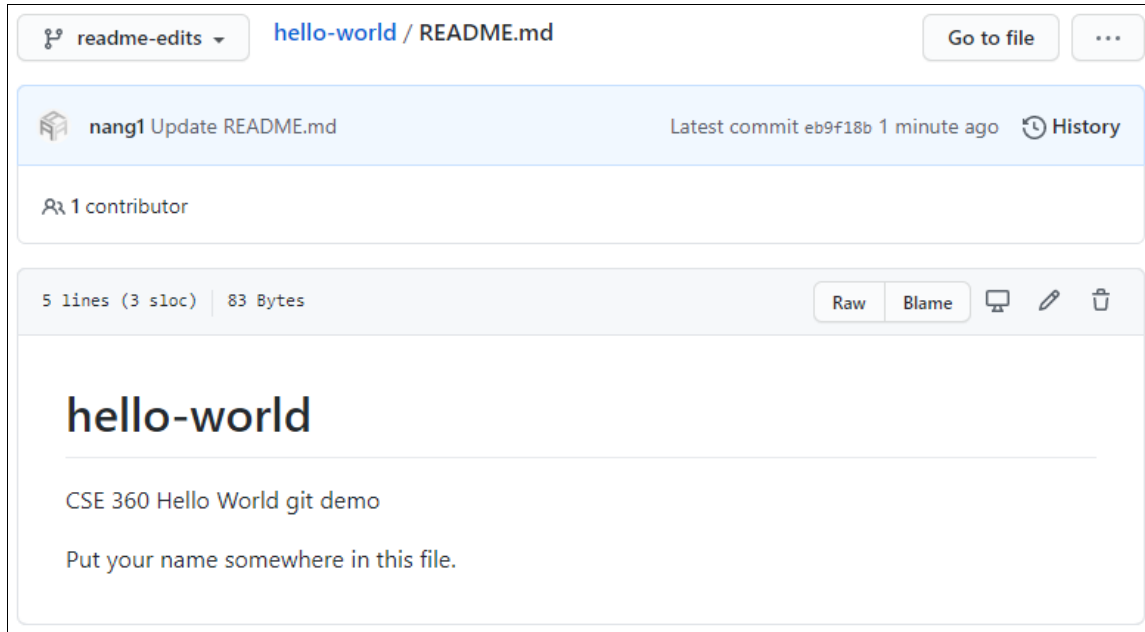 readme-edits hello-world / README.md Go to file ...
nang1 Update README.md Latest commit eb9f18b 1 minute ago History
1 contributor
5 lines (3 sloc) 83 Bytes Raw Blame
hello-world
CSE 360 Hello World git demo
Put your name somewhere in this file.